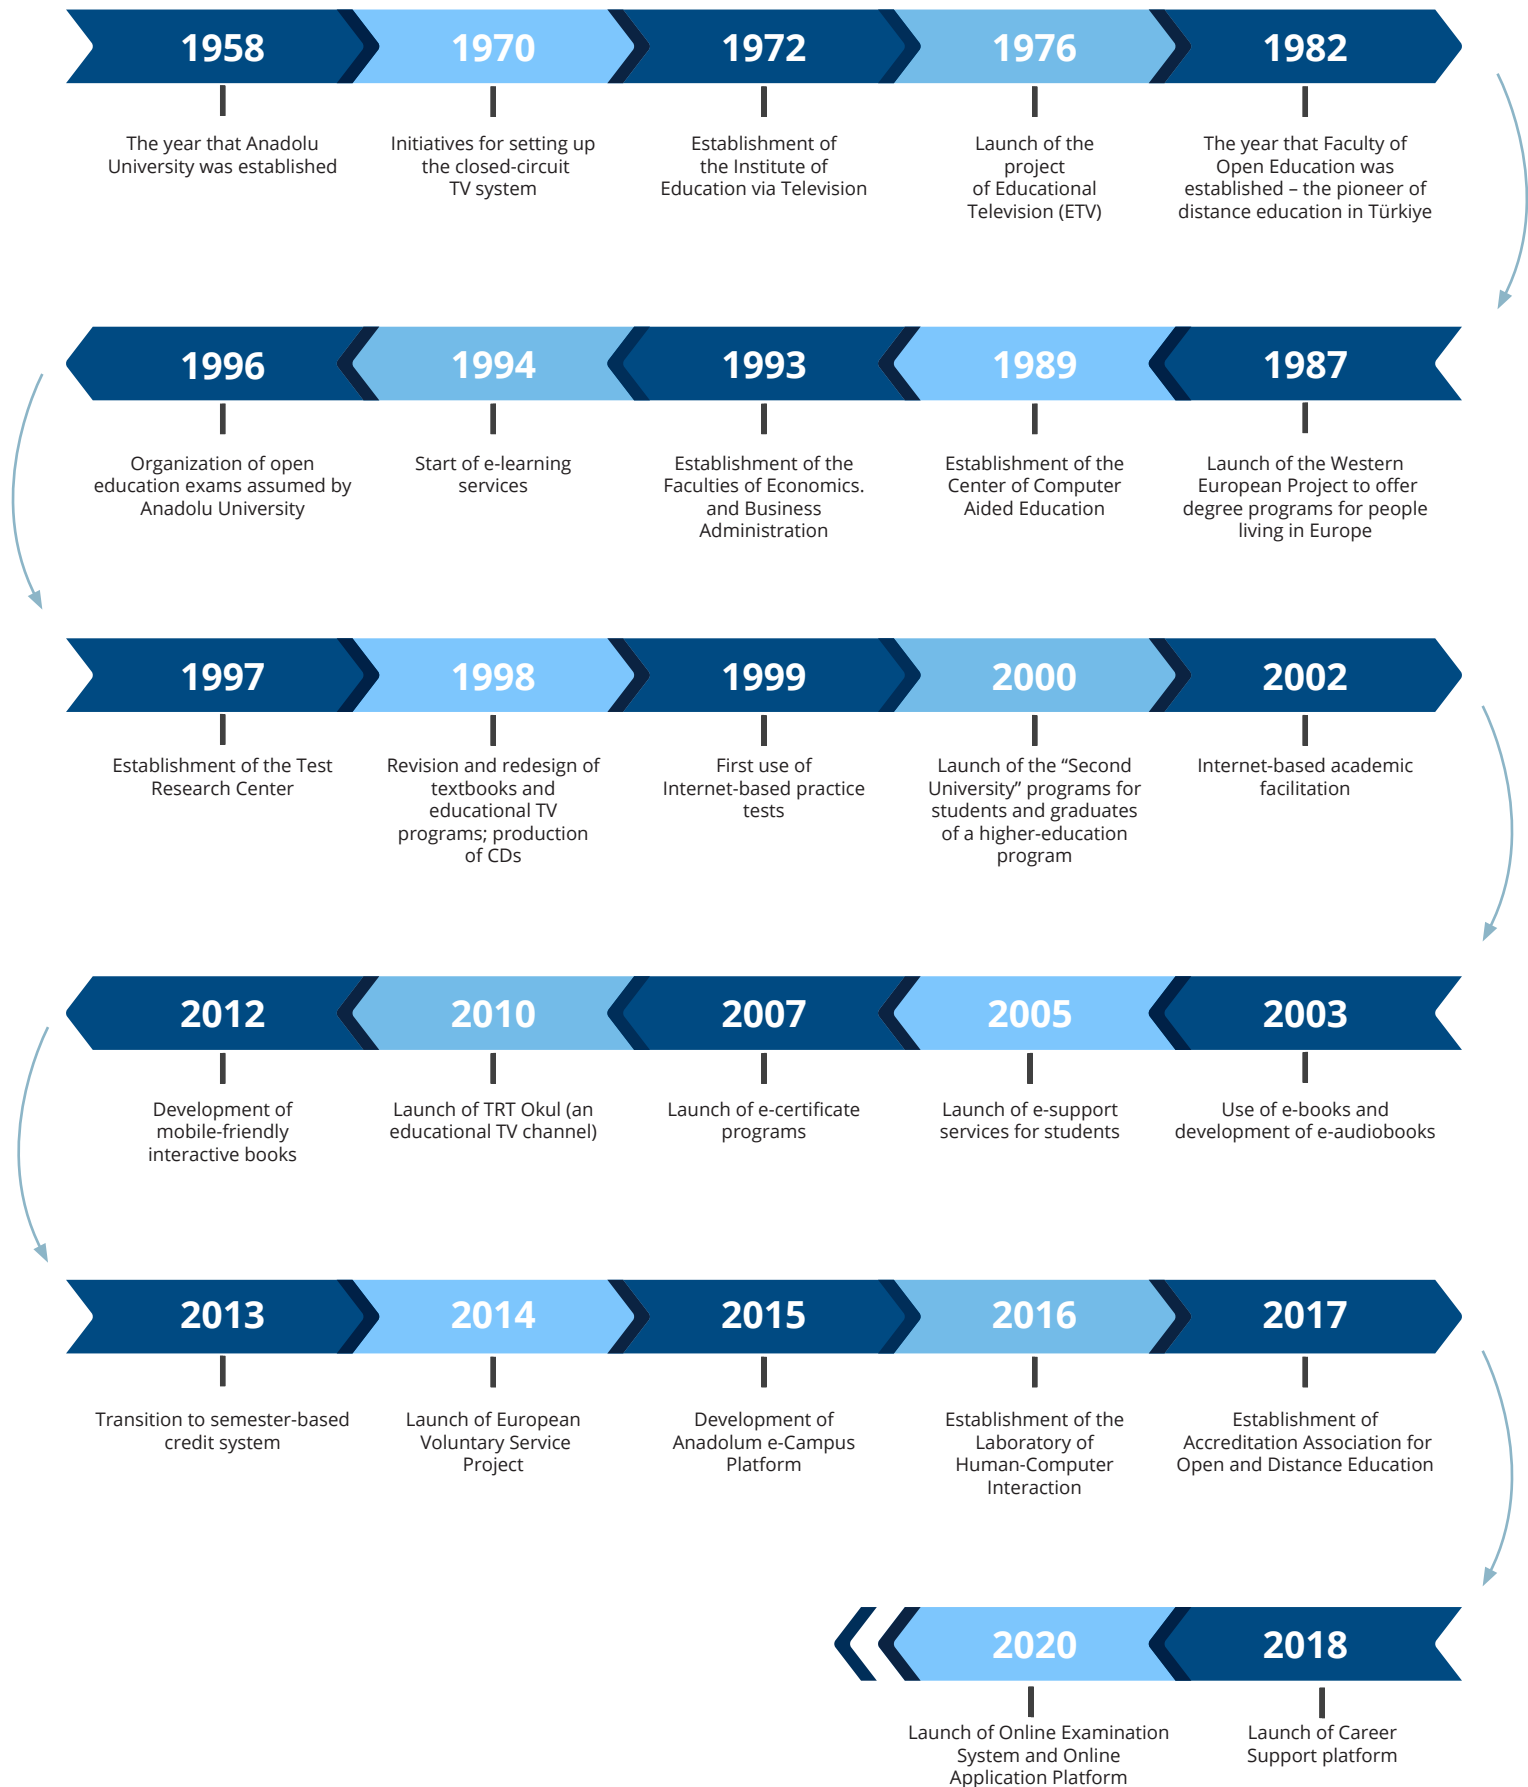 1958
The year that Anadolu
University was established
1970
Initiatives for setting up
the closed-circuit
TV system
1972
Establishment of
the Institute of
Education via Television
1976
Launch of the
project
of Educational
Television (ETV)
1982
The year that Faculty of
Open Education was
established – the pioneer of
distance education in Türkiye
1987
Launch of the Western
European Project to offer
degree programs for people
living in Europe
1989
Establishment of the
Center of Computer
Aided Education
1993
Establishment of the
Faculties of Economics.
and Business
Administration
1994
Start of e-learning
services
1996
Organization of open
education exams assumed by
Anadolu University
1997
Establishment of the Test
Research Center
1998
Revision and redesign of
textbooks and
educational TV
programs; production
of CDs
1999
First use of
Internet-based practice
tests
2000
Launch of the “Second
University” programs for
students and graduates
of a higher-education
program
2002
Internet-based academic
facilitation
2003
Use of e-books and
development of e-audiobooks
2005
Launch of e-support
services for students
2007
Launch of e-certificate
programs
2010
Launch of TRT Okul (an
educational TV channel)
2012
Development of
mobile-friendly
interactive books
2013
Transition to semester-based
credit system
2014
Launch of European
Voluntary Service
Project
2015
Development of
Anadolum e-Campus
Platform
2016
Establishment of the
Laboratory of
Human-Computer
Interaction
2017
Establishment of
Accreditation Association for
Open and Distance Education
2018
Launch of Career
Support platform
2020
Launch of Online Examination
System and Online
Application Platform